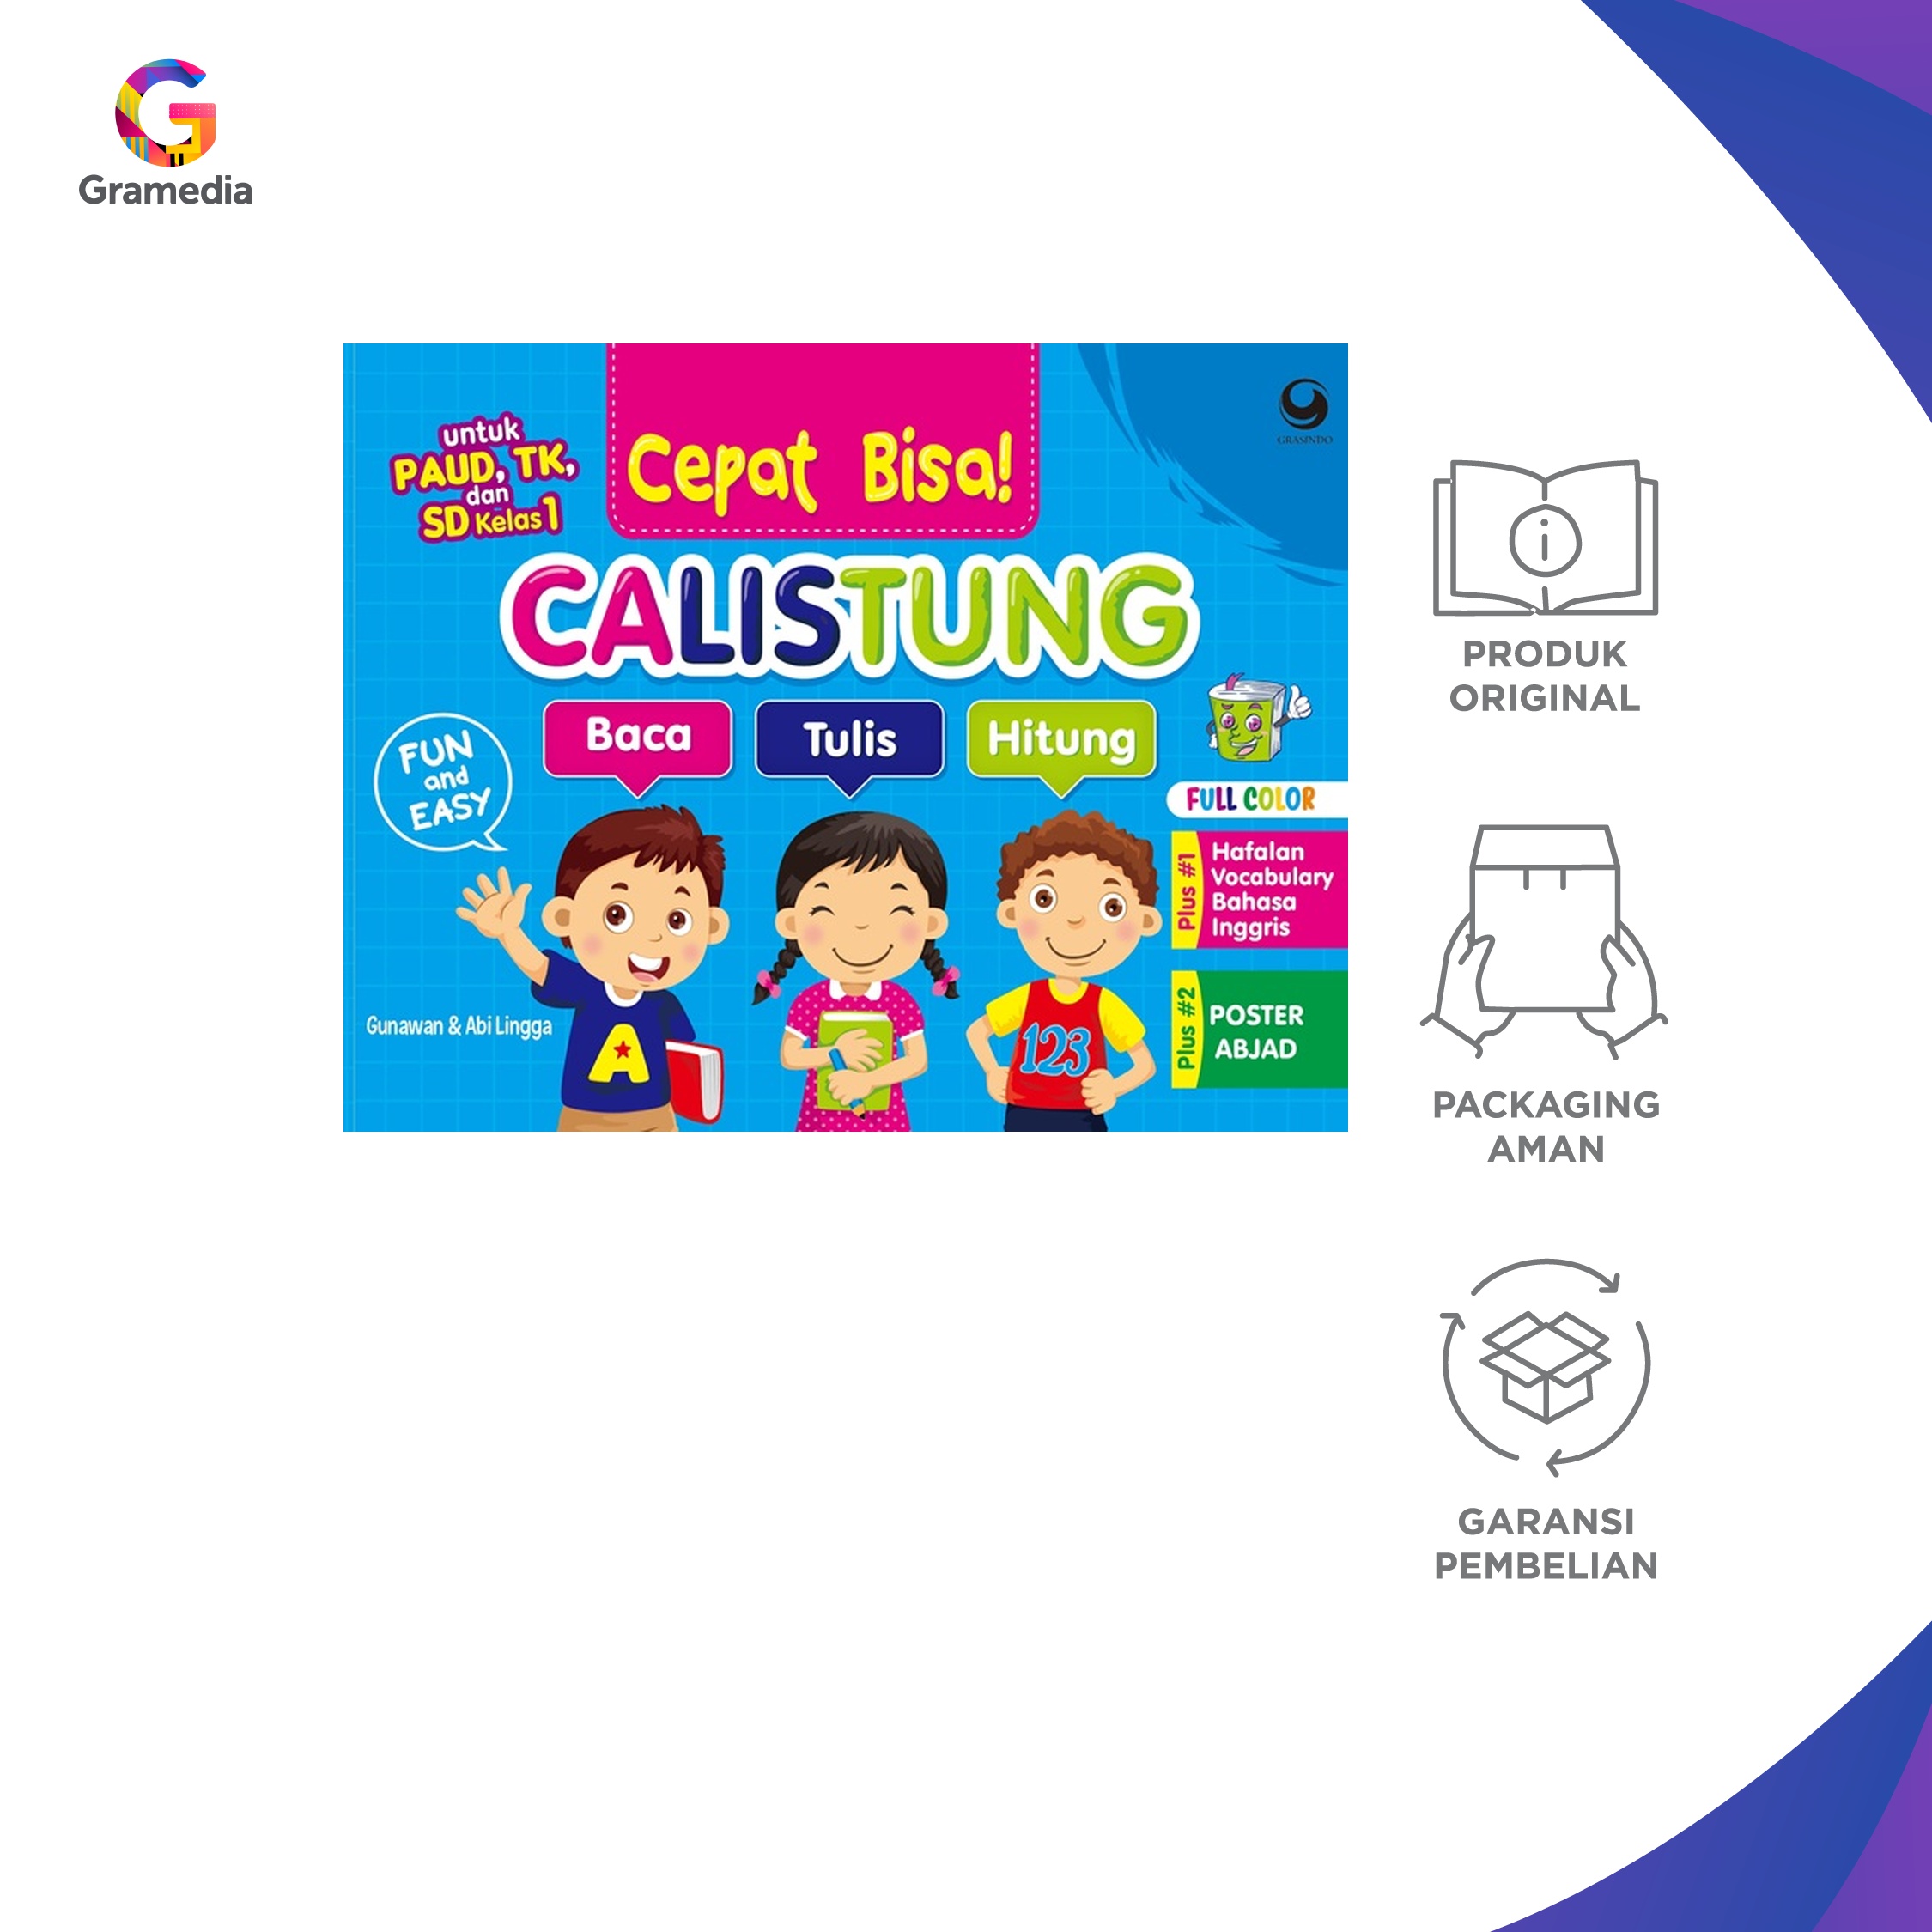 Gramedia
untuk
PAUD, TK,
dan
SD Kelas 1
Cepat Bisa!
GRASINDO
CALISTUNG
Baca
Tulis
Hitung
FUN
and
EASY
FULL COLOR
Plus #1
Hafalan
Vocabulary
Bahasa
Inggris
Plus #2
POSTER
ABJAD
Gunawan & Abi Lingga
A
123
PRODUK
ORIGINAL
PACKAGING
AMAN
GARANSI
PEMBELIAN